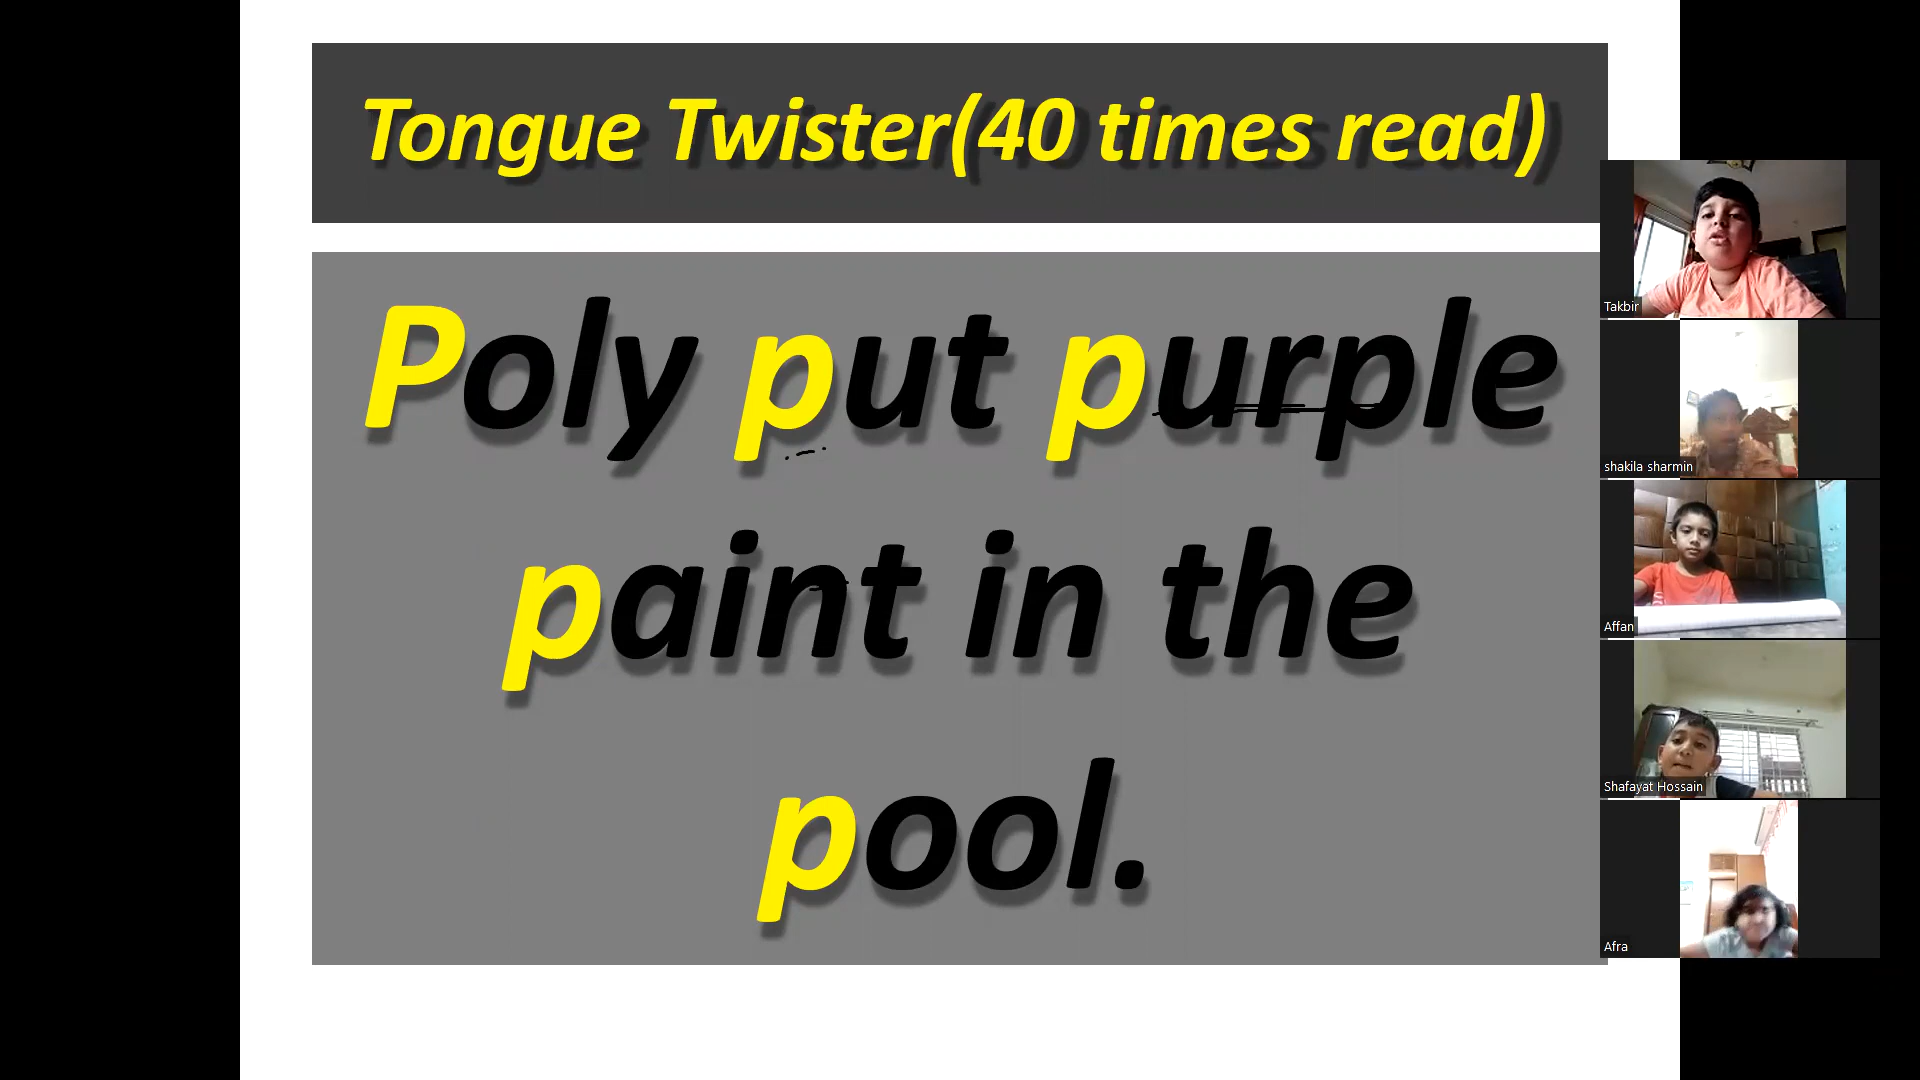 Tongue Twister(40 times read)
Poly put purple
paint in the
pool.
Takbir
shakila sharmin
Affan
Shafayat Hossain
Afra